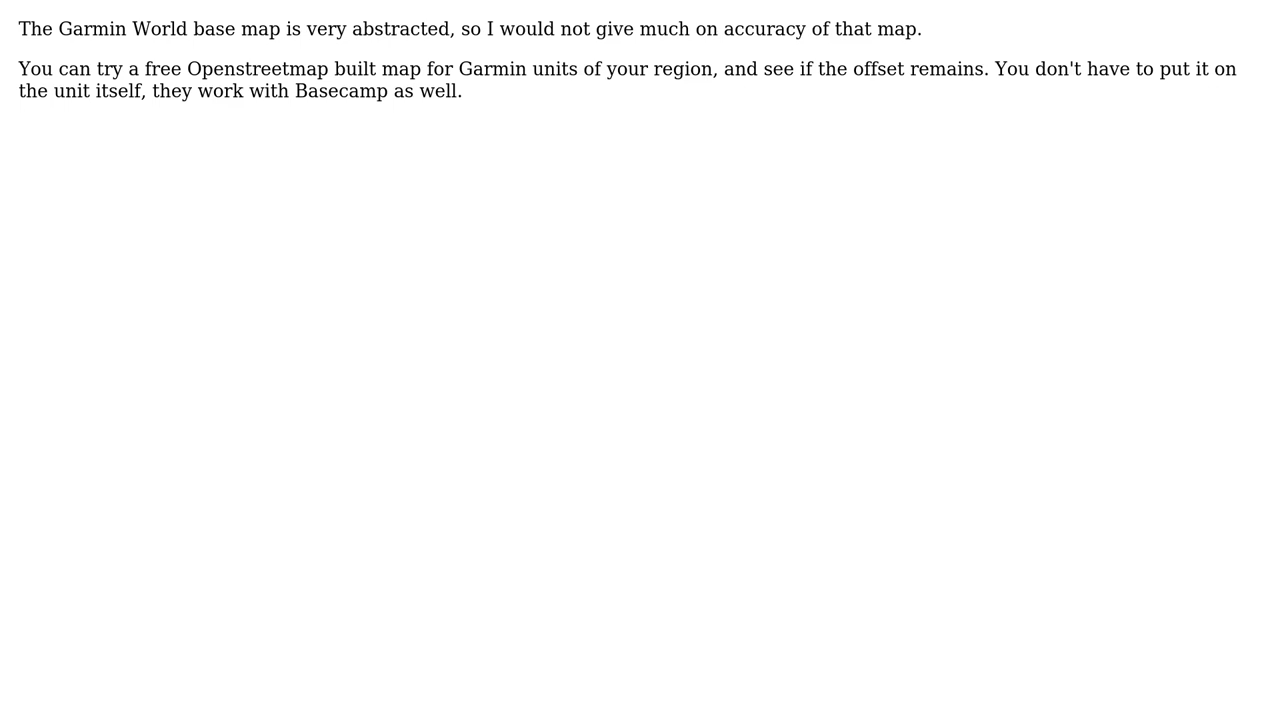 The Garmin World base map is very abstracted, so I would not give much on accuracy of that map.
You can try a free Openstreetmap built map for Garmin units of your region, and see if the offset remains. You don't have to put it on
the unit itself, they work with Basecamp as well.